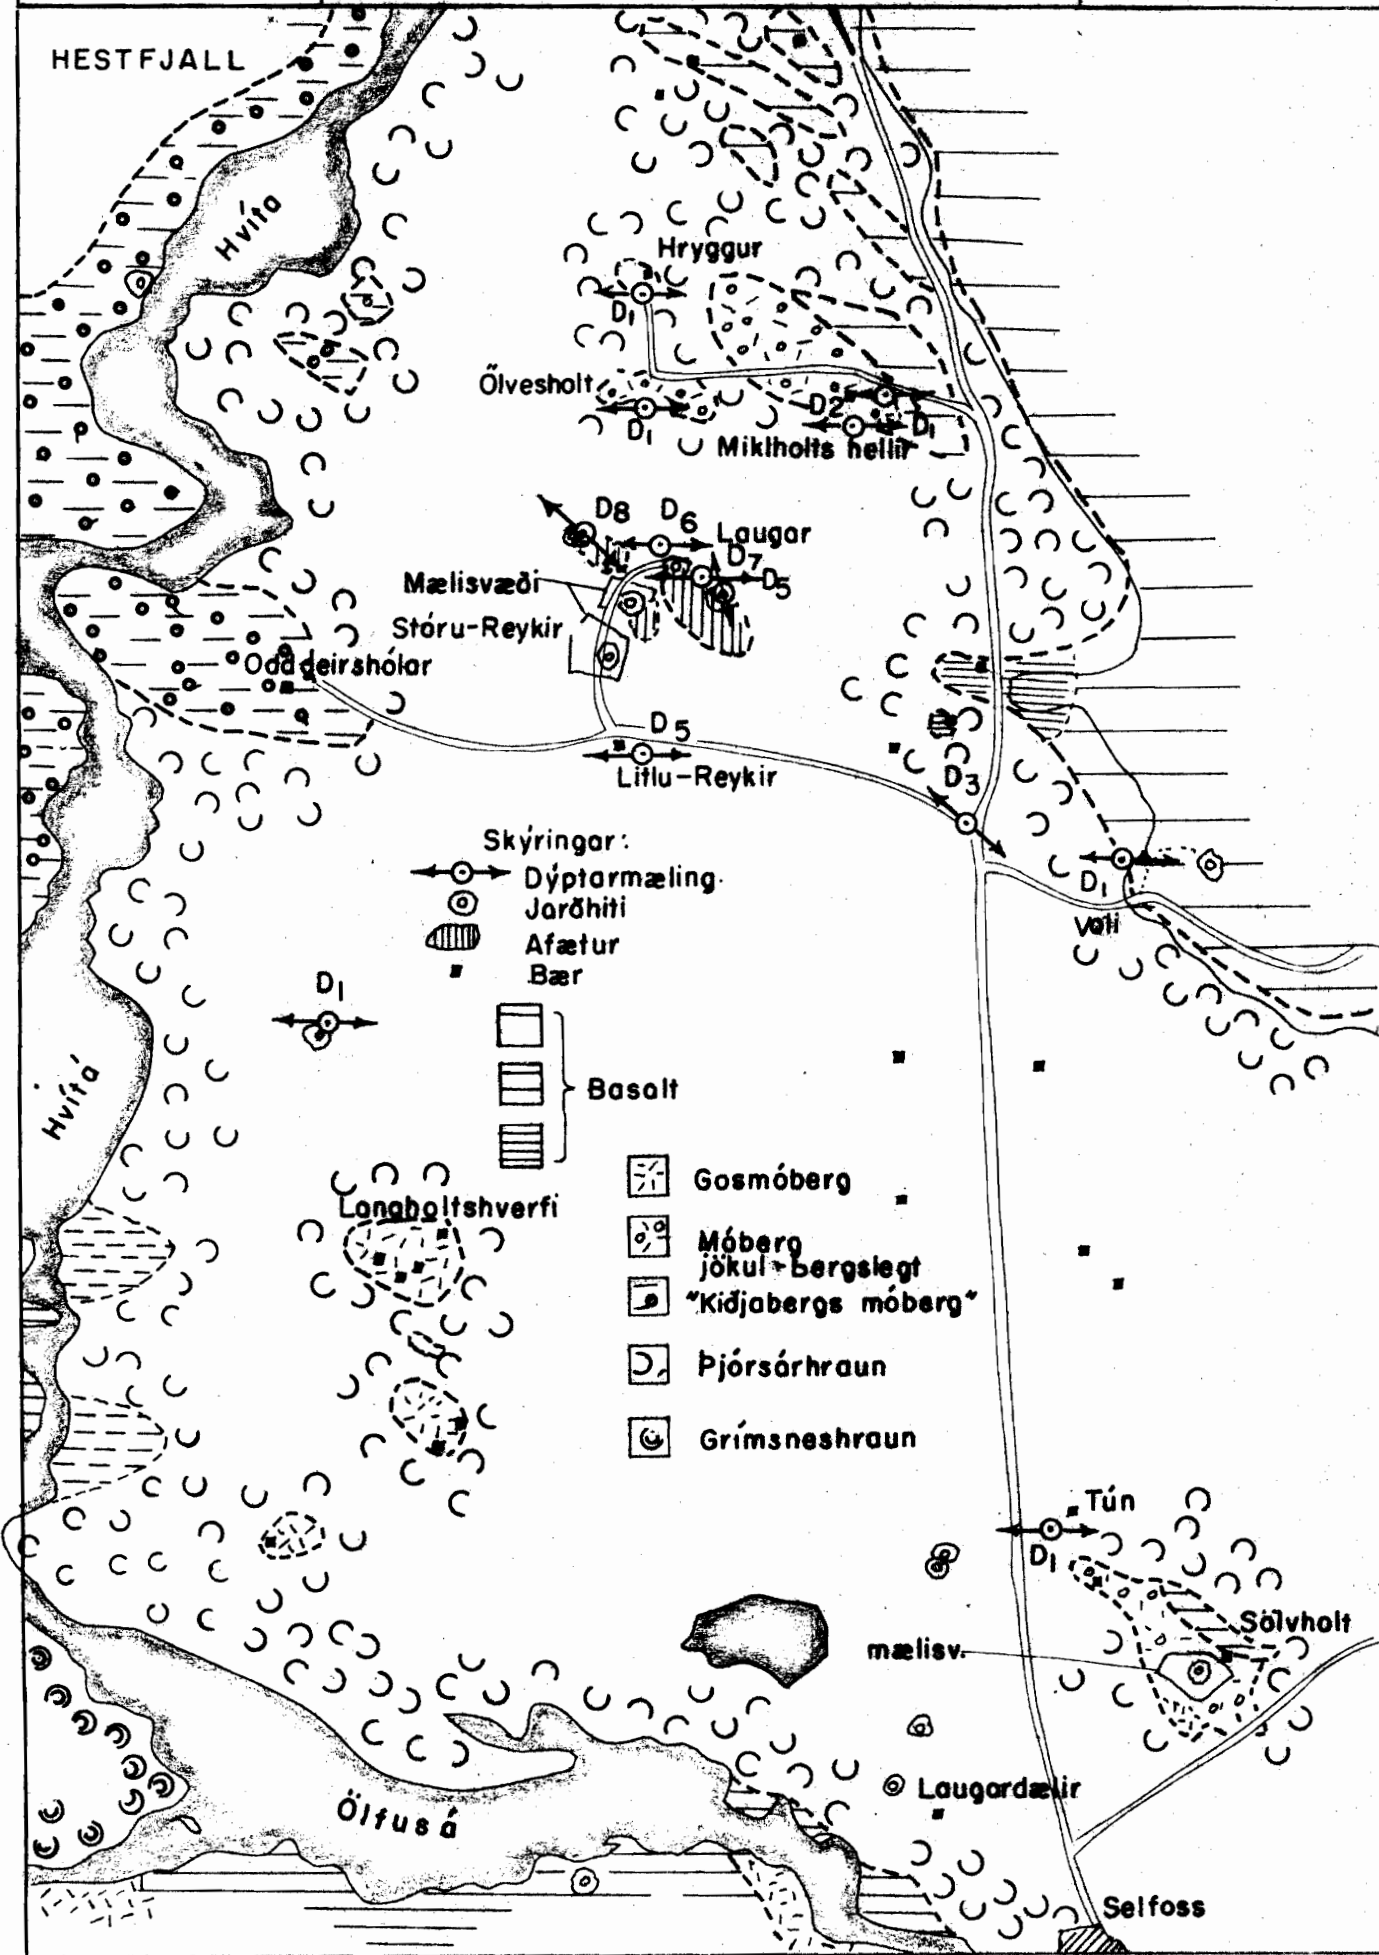 HESTFJALL
Hvíta
Hryggur
D1
Ölvesholt
D2
D1
D1
Miklholts hellir
D8
D6
Laugar
D7
D5
Mælisvæði
Stóru-Reykir
Oddgeirshólar
D5
Litlu-Reykir
D3
D1
Voli
Skýringar:
Dýptarmæling.
Jarðhiti
Afætur
Bær
D1
Basalt
Hvítá
Langholtshverfi
Gosmóberg
Móberg
jökul-bergslegt
"Kiðjabergs móberg"
Þjórsárhraun
Grímsneshraun
Tún
D1
Sölvholt
mælisv.
Laugardælir
Ölfusá
Selfoss